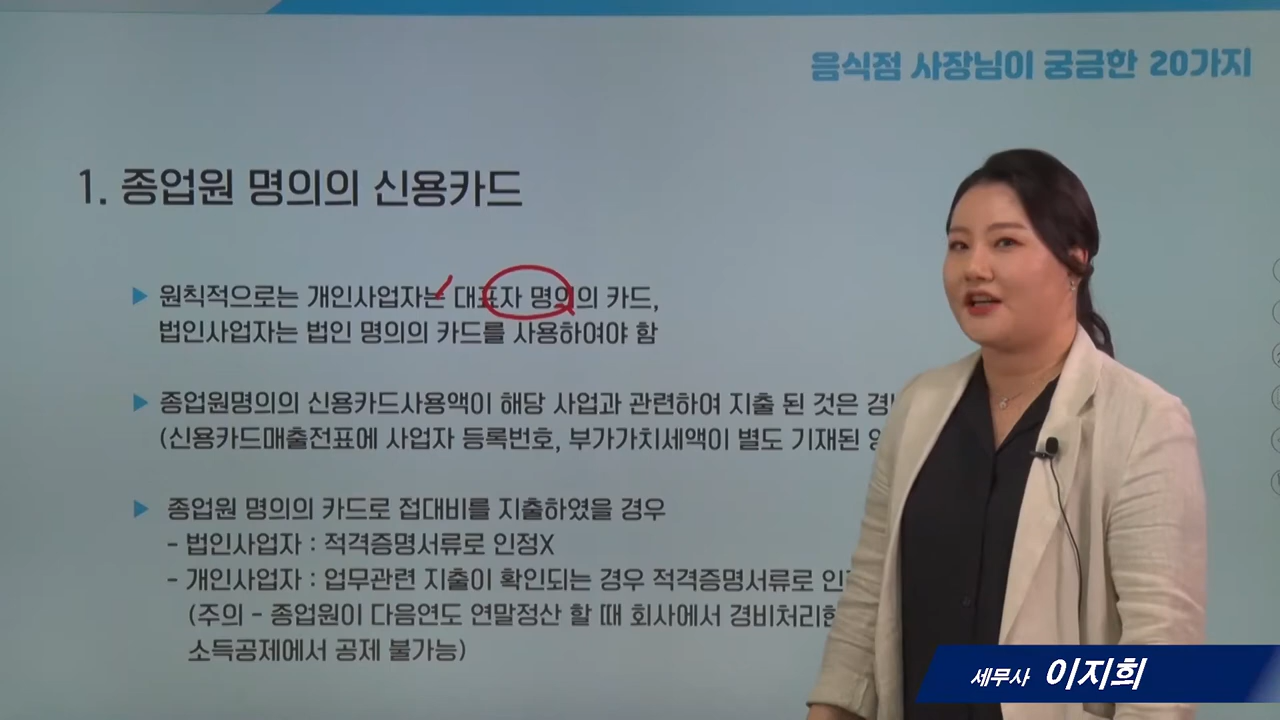 음식점 사장님이 궁금한 20가지
1. 종업원 명의의 신용카드
▶ 원칙적으로는 개인사업자는 대표자 명의의 카드,
법인사업자는 법인 명의의 카드를 사용하여야 함
▶ 종업원명의의 신용카드사용액이 해당 사업과 관련하여 지출 된 것은
(신용카드매출전표에 사업자 등록번호, 부가가치세액이 별도 기재된
▶ 종업원 명의의 카드로 접대비를 지출하였을 경우
- 법인사업자 : 적격증명서류로 인정X
- 개인사업자 : 업무관련 지출이 확인되는 경우 적격증명서류로
(주의 - 종업원이 다음연도 연말정산 할 때 회사에서
소득공제에서 공제 불가능)
세무사 이지희